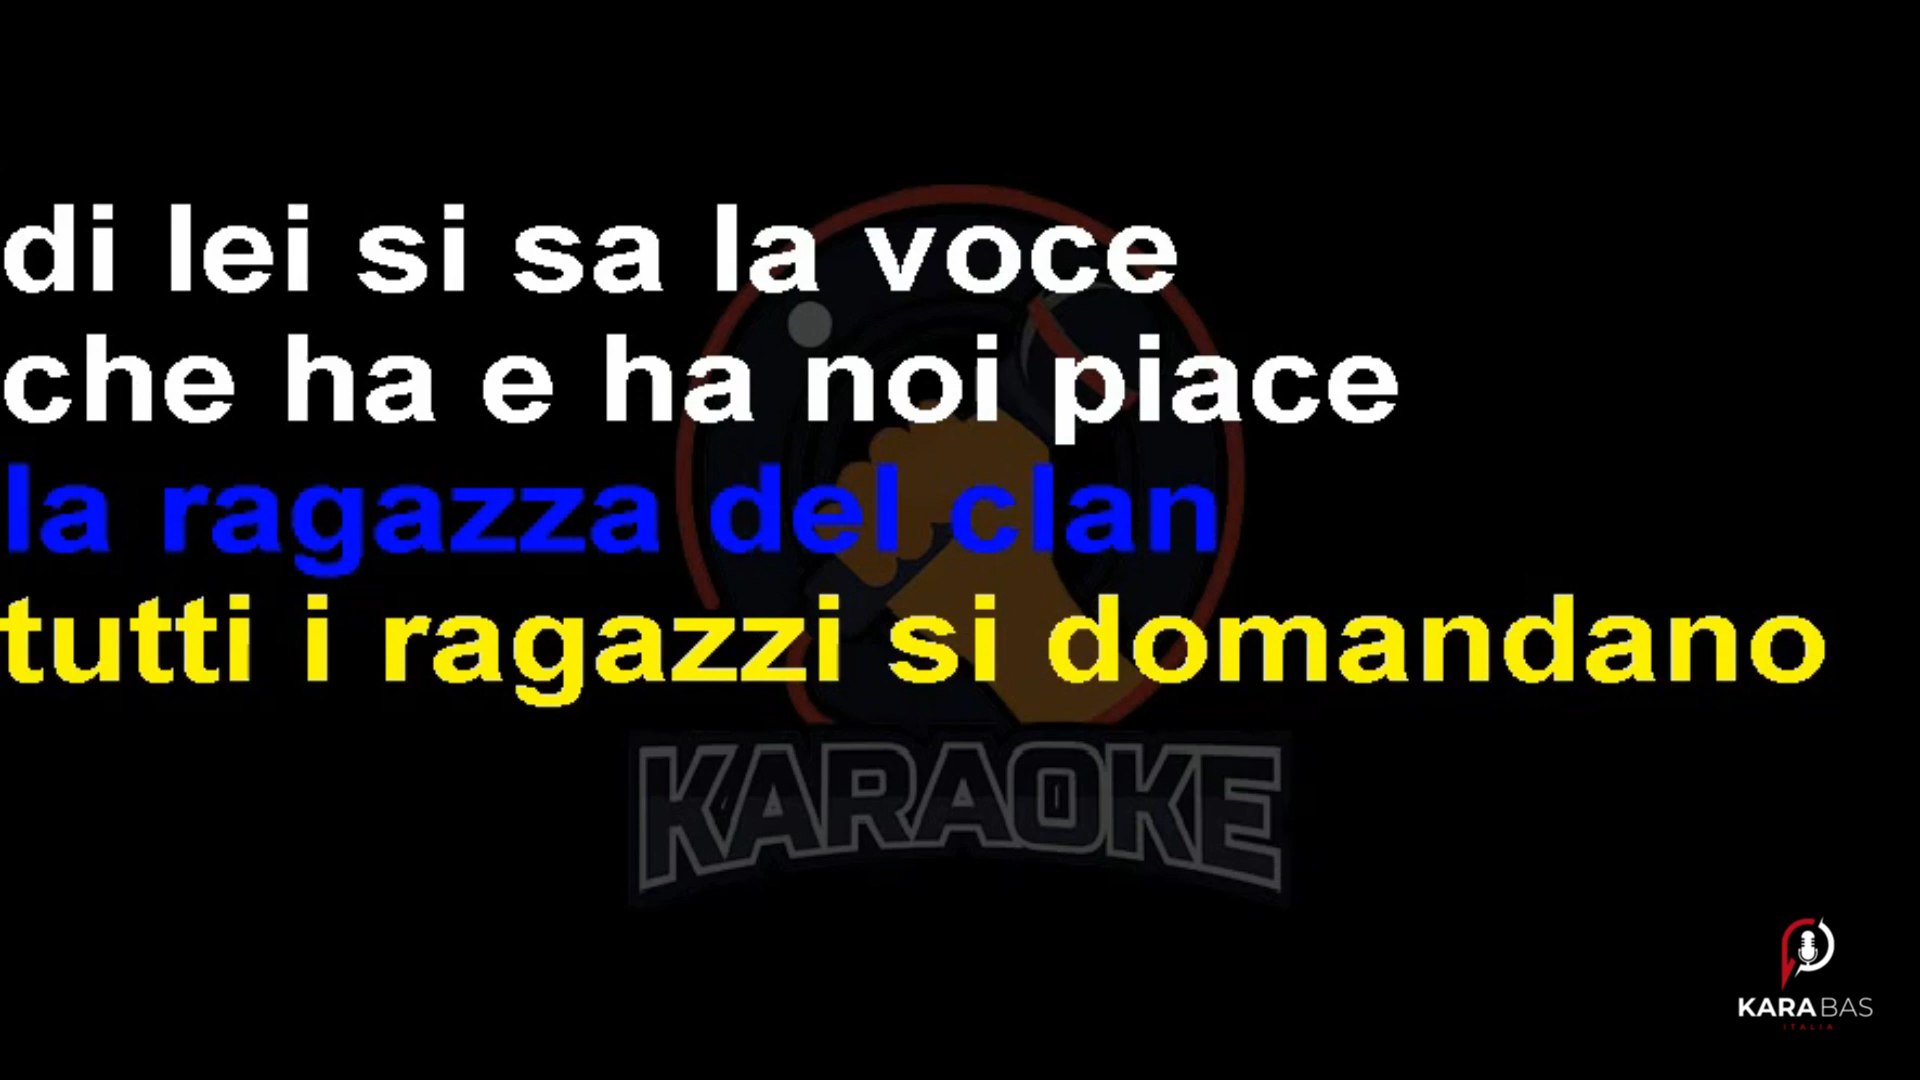 di lei si sa la voce
che ha e ha noi piace
la ragazza del clan
tutti i ragazzi si domandano
KARAOKE
KARABAS
ITALIA